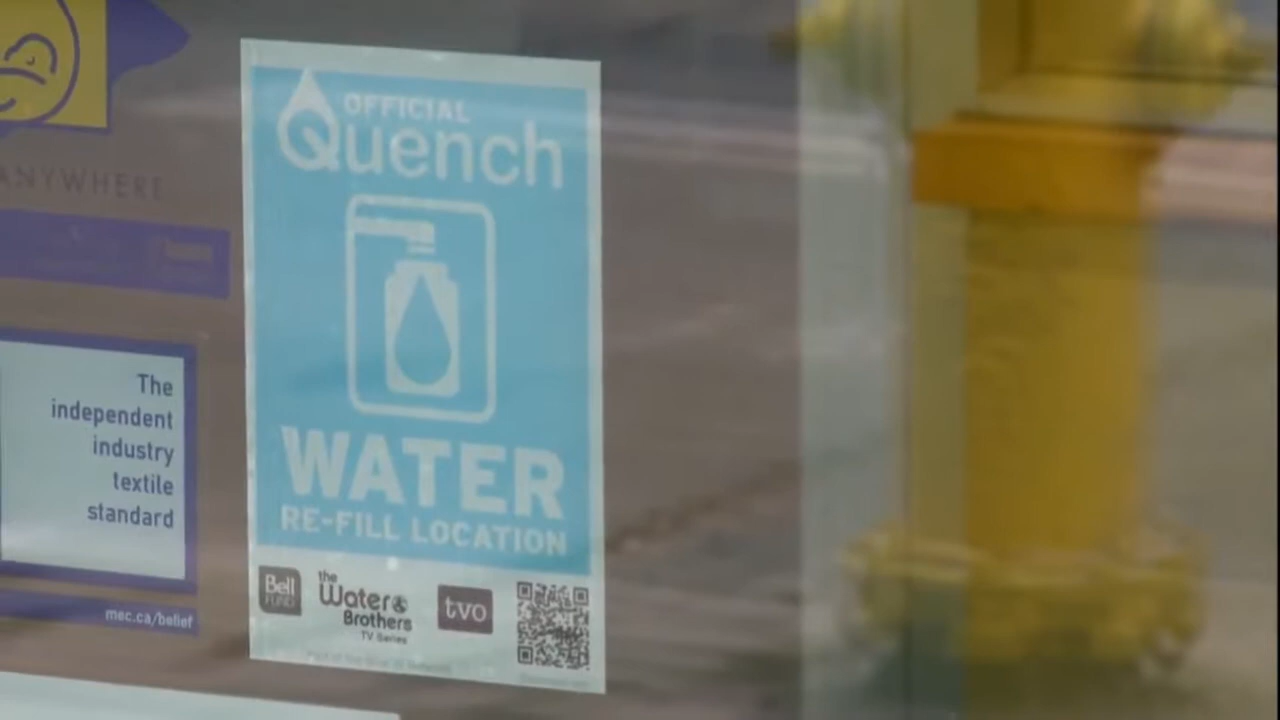 ANYWHERE
The
independent
industry
textile
standard
mec.ca/belief
OFFICIAL
Quench
WATER
RE-FILL LOCATION
Bell
FUND
the
Water
Brothers
TV Series
tvo